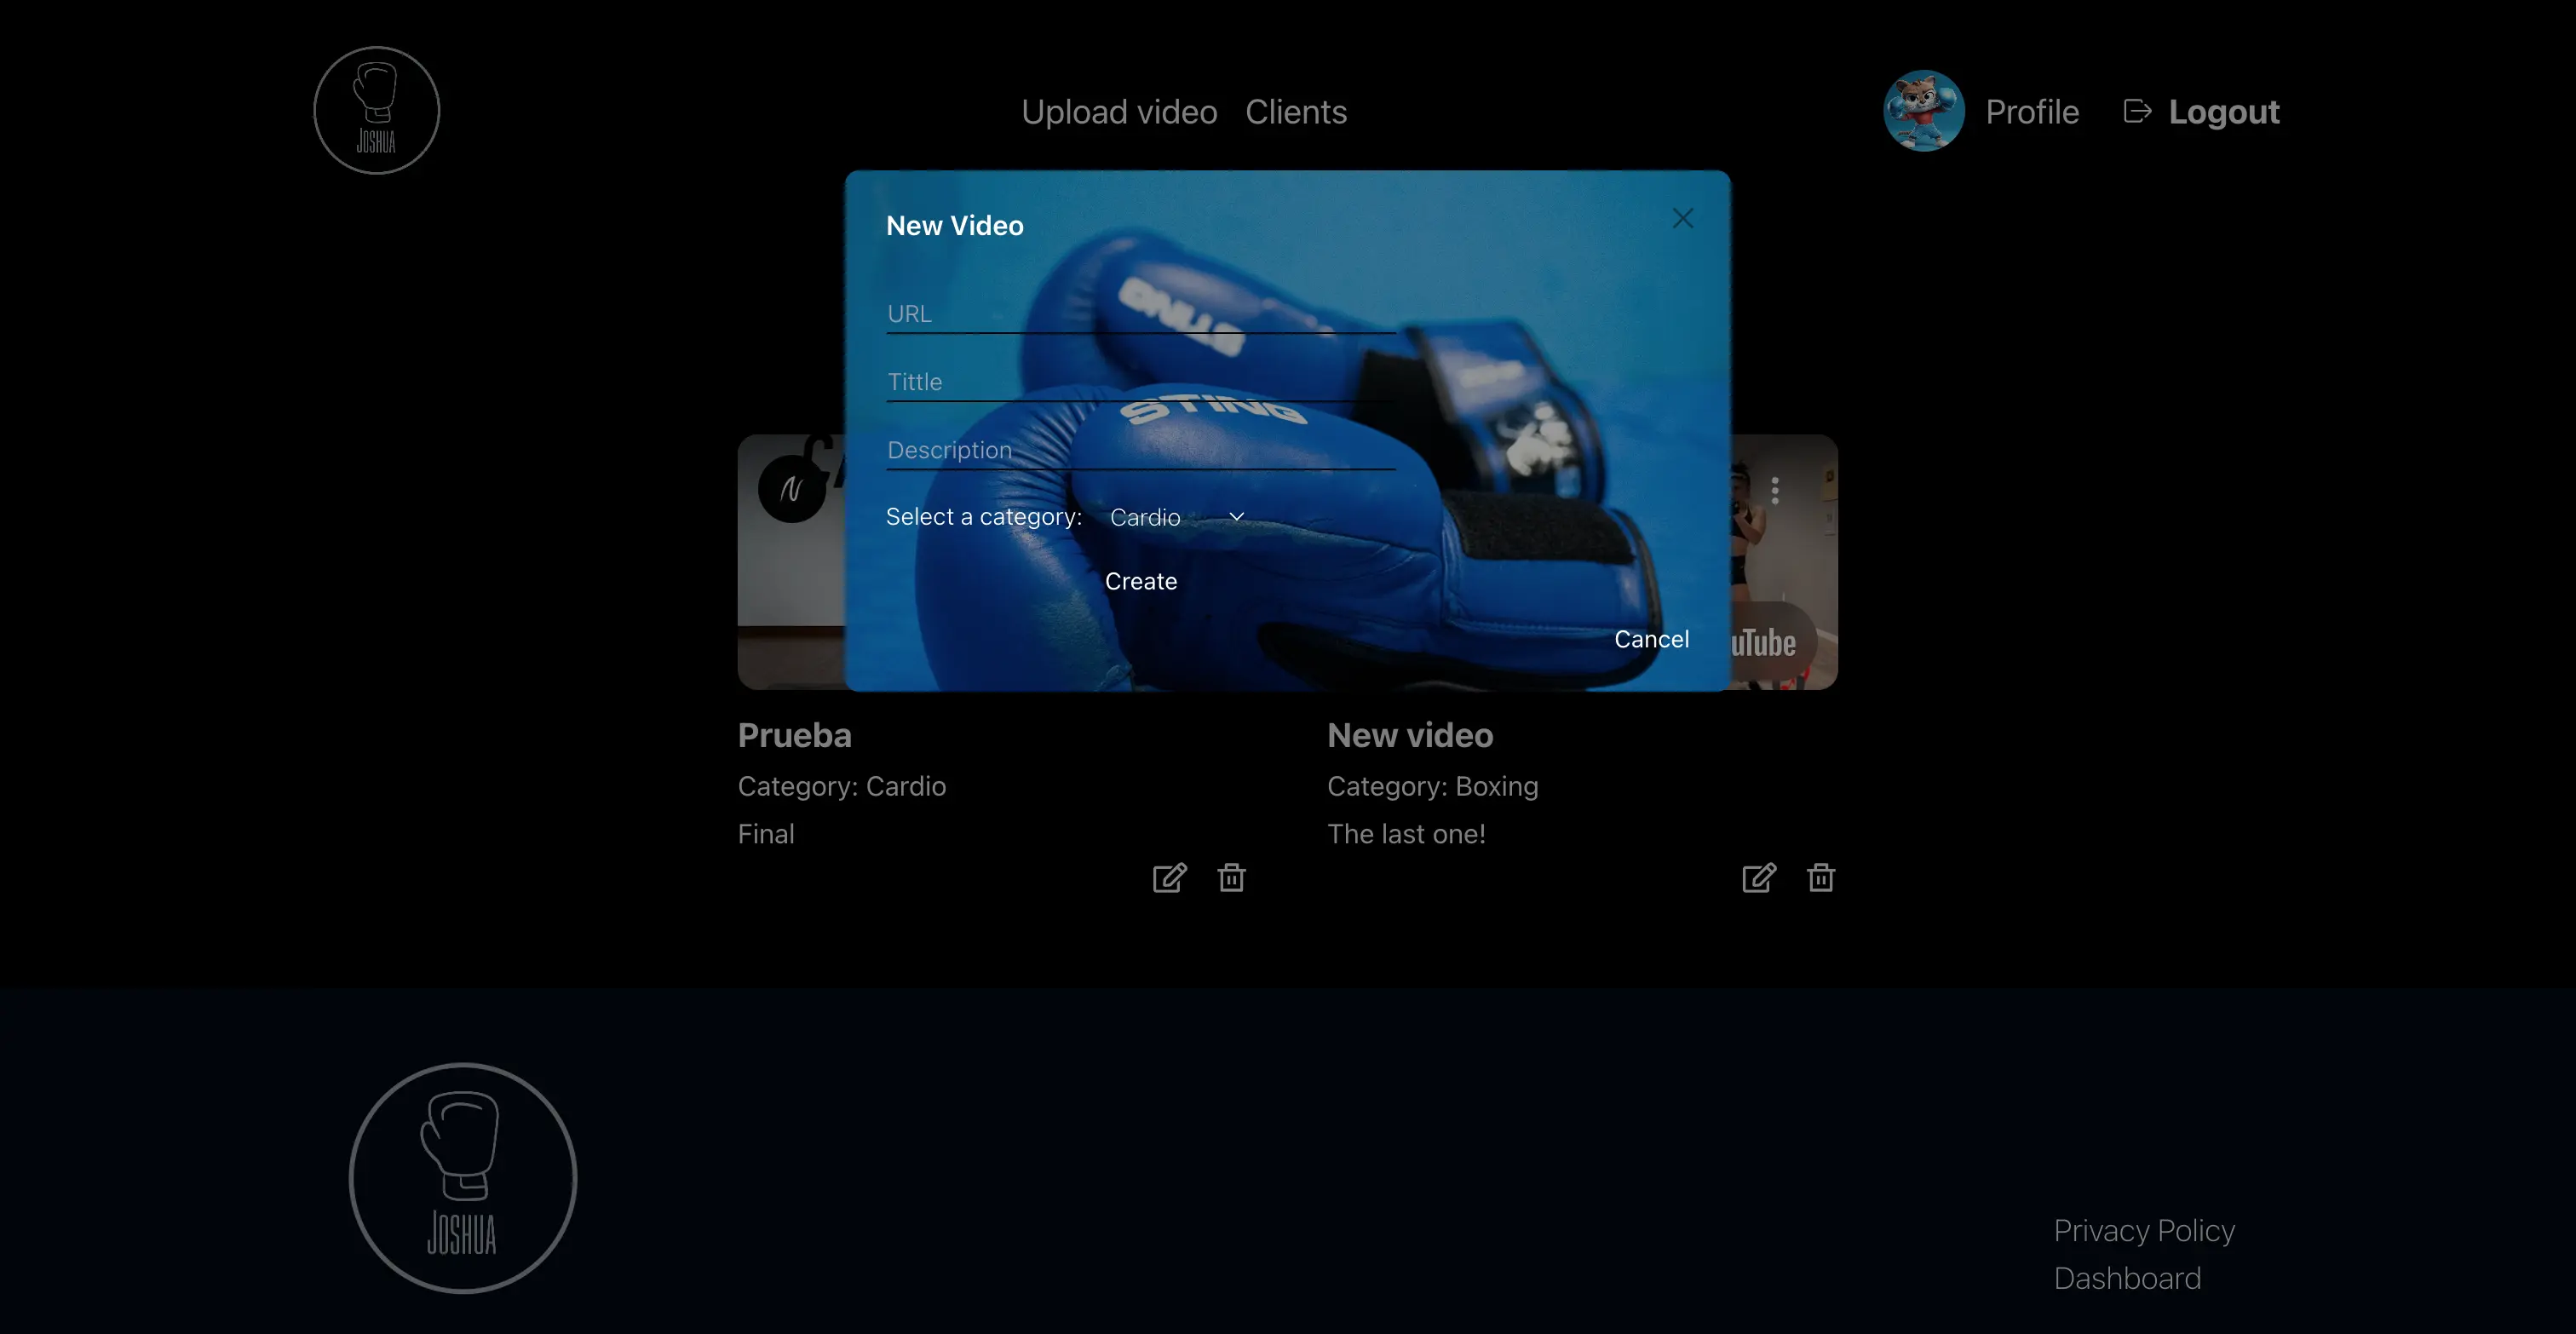 JOSHUA
Upload video Clients
Profile Logout
New Video
URL
STING
Tittle
STING
Description
Select a category: Cardio
Create
Cancel
uTube
Prueba
New video
Category: Cardio
Category: Boxing
Final
The last one!
JOSHUA
Privacy Policy
Dashboard